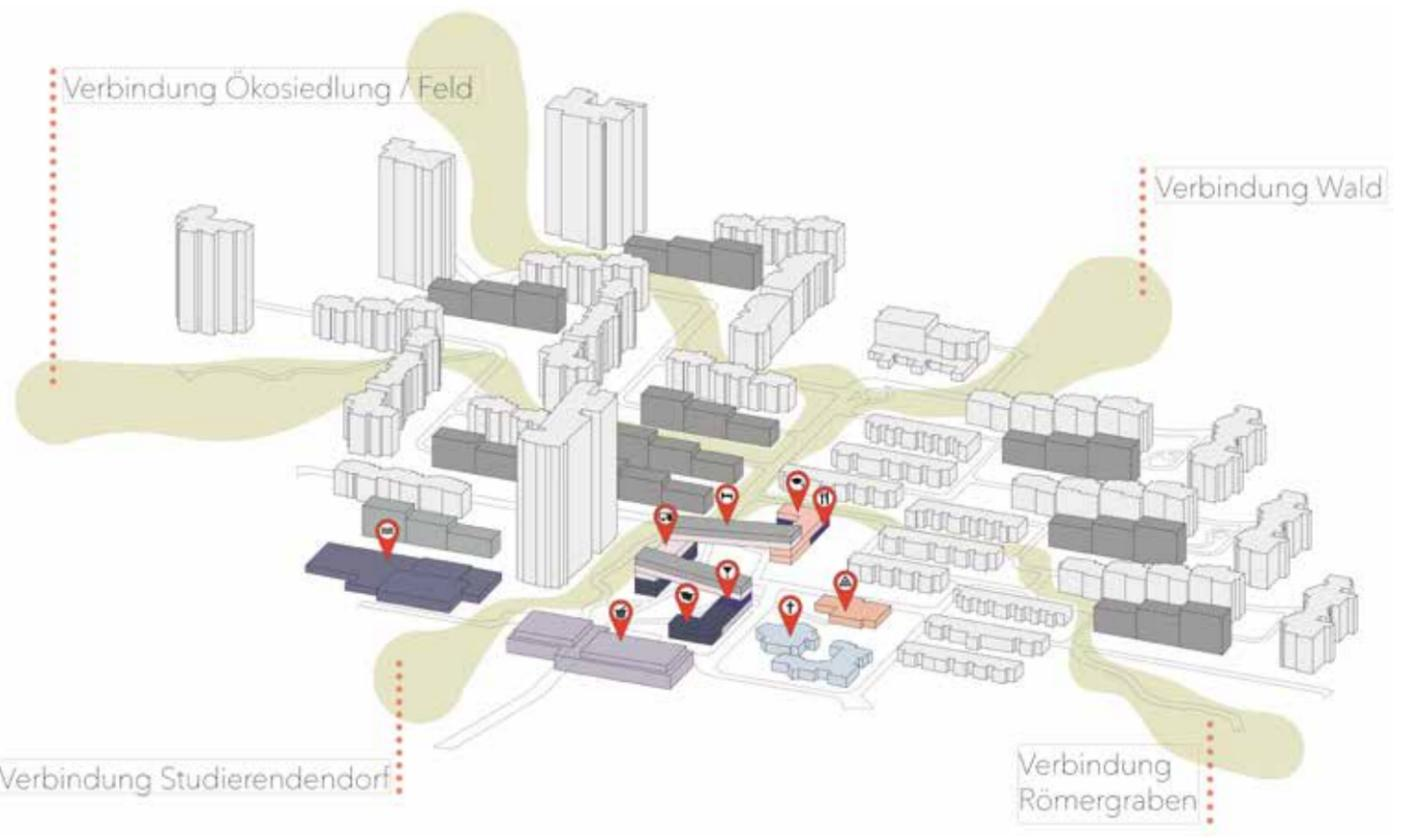 Verbindung Ökosiedlung / Feld
Verbindung Wald
Verbindung Studierendendorf
Verbindung
Römergraben